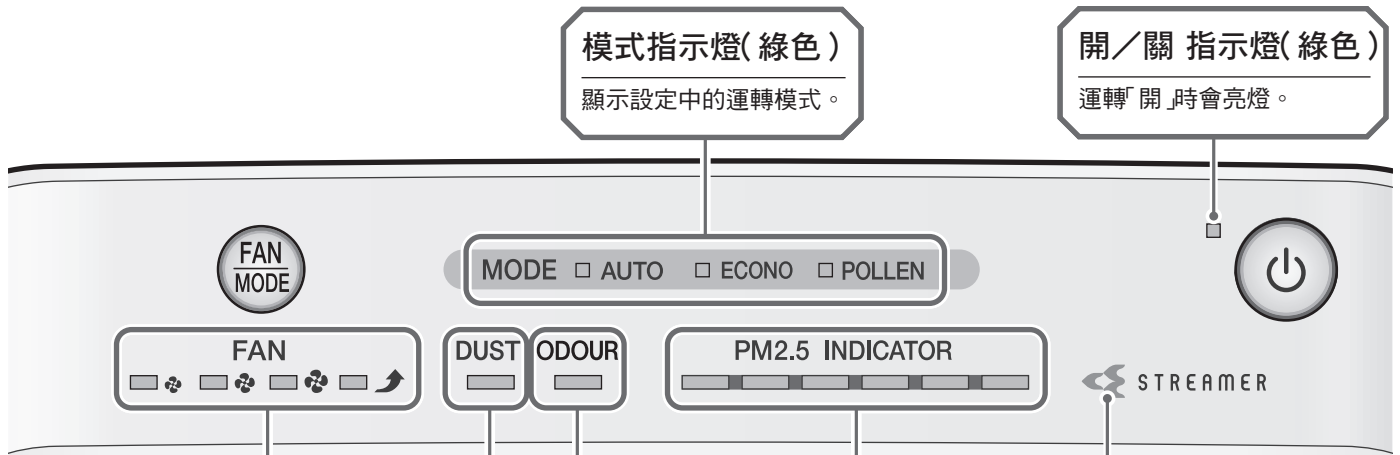 模式指示燈(綠色)
顯示設定中的運轉模式。
開／關 指示燈(綠色)
運轉「開」時會亮燈。
FAN
MODE
MODE AUTO ECONO POLLEN
FAN
DUST
ODOUR
PM2.5 INDICATOR
STREAMER